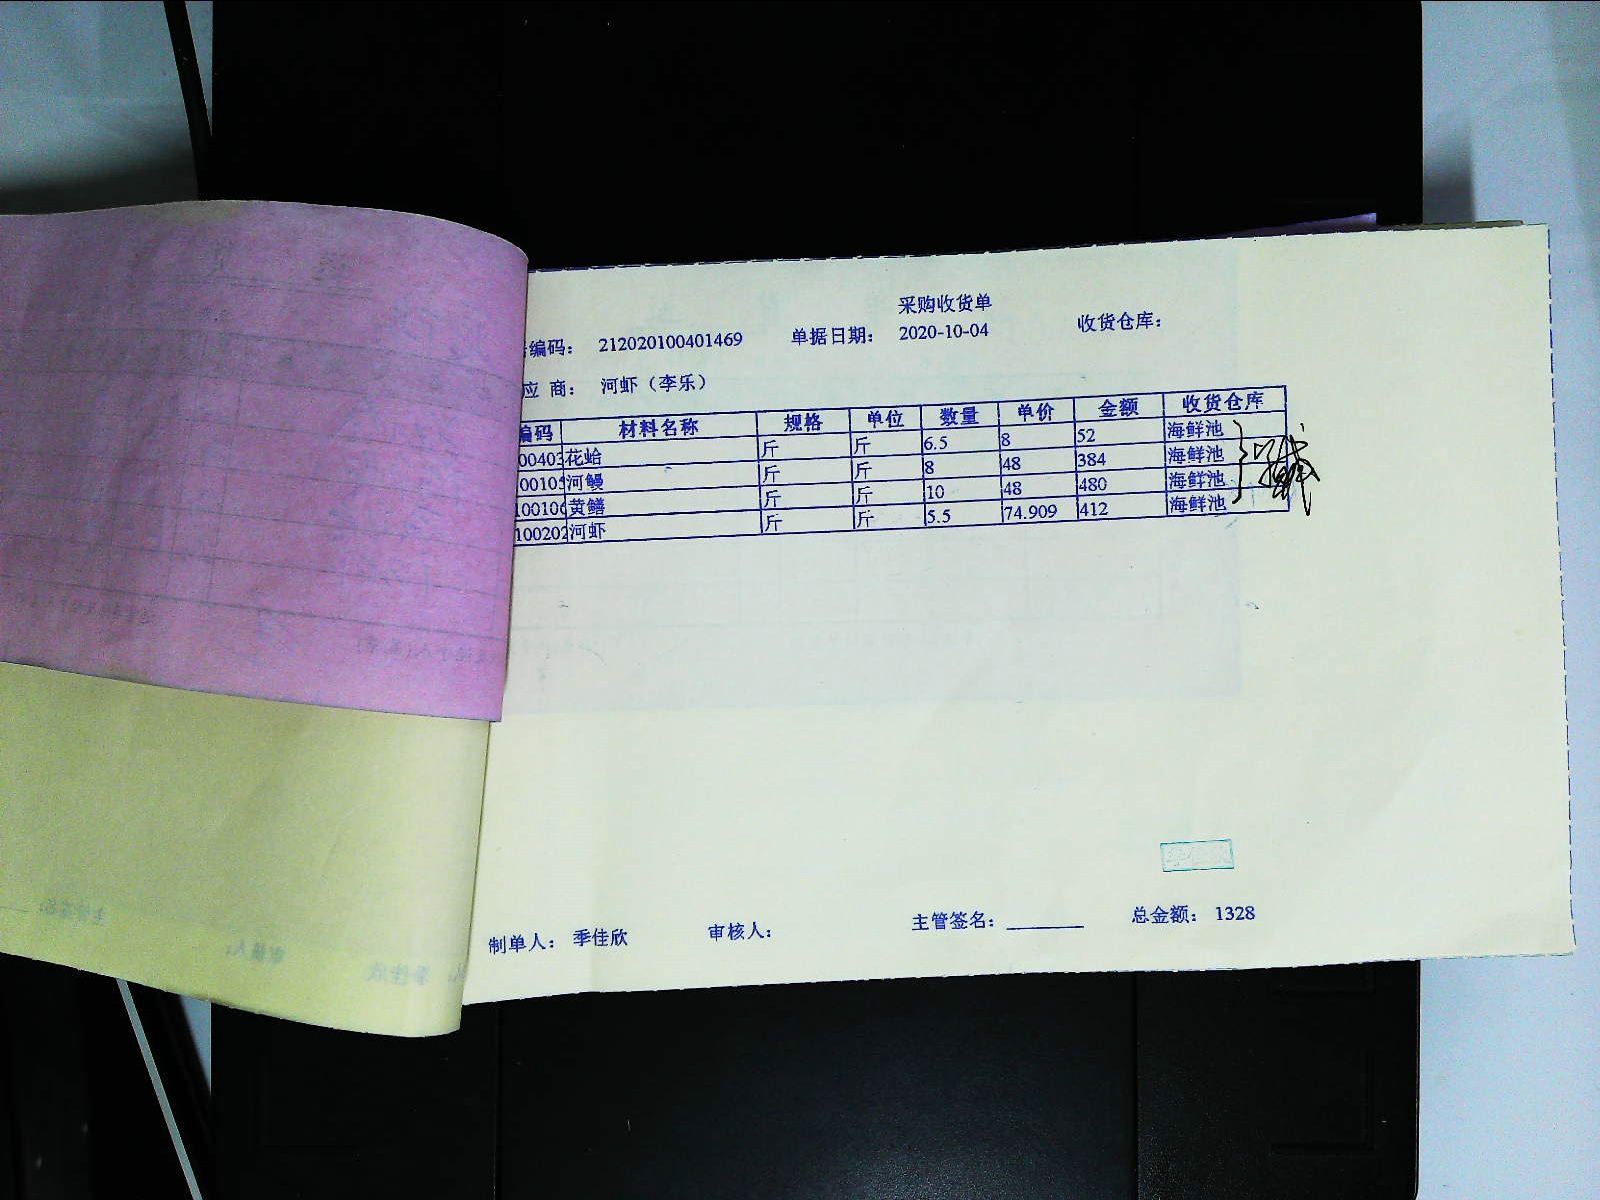 采购收货单
编码： 212020100401469 单据日期： 2020-10-04 收货仓库：
应 商： 河虾（李乐）
编码 材料名称 规格 单位 数量 单价 金额 收货仓库
00403 花蛤 斤 斤 6.5 8 52 海鲜池
00105 河鳗 斤 斤 8 48 384 海鲜池
100106 黄鳝 斤 斤 10 48 480 海鲜池
100202 河虾 斤 斤 5.5 74.909 412 海鲜池
季佳欣
制单人： 季佳欣 审核人： 主管签名： 总金额： 1328